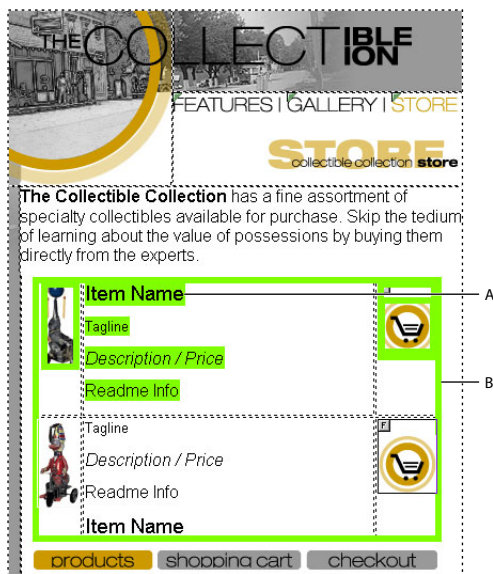 THE COLLECTIBLE
ION
FEATURES | GALLERY | STORE
STORE
collectible collection store
The Collectible Collection has a fine assortment of
specialty collectibles available for purchase. Skip the tedium
of learning about the value of possessions by buying them
directly from the experts.
Item Name
A
Tagline
Description / Price
B
Readme Info
Tagline
F
Description / Price
Readme Info
Item Name
products shopping cart checkout